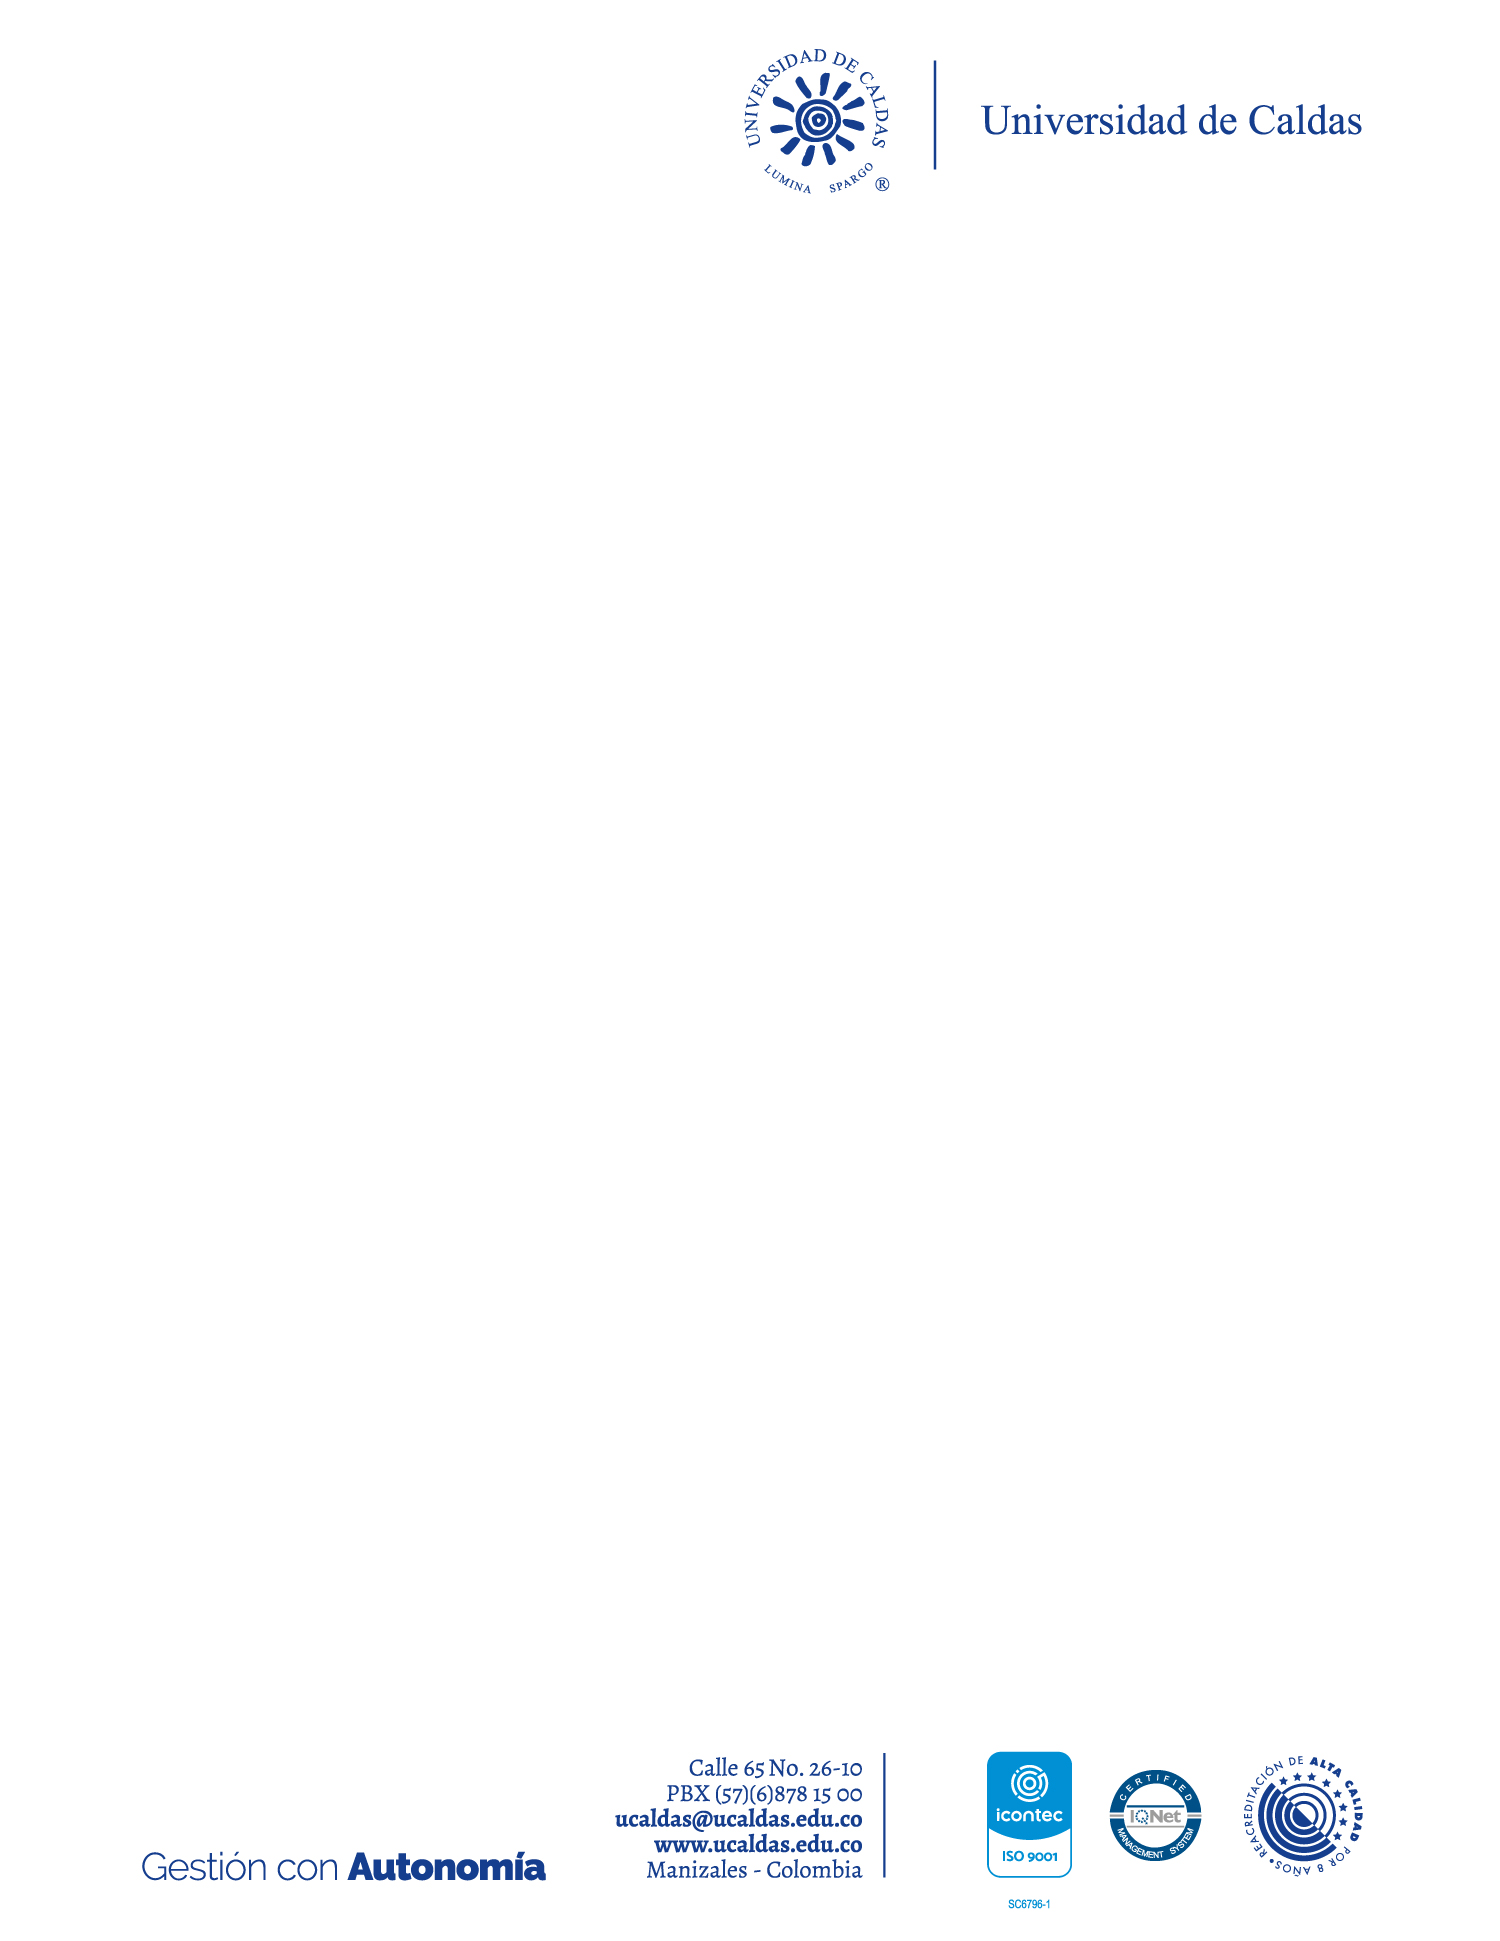 UNIVERSIDAD DE CALDAS
LUMINA SPARGO
®
Universidad de Caldas
Gestión con Autonomía
Calle 65 No. 26-10
PBX (57)(6)878 15 00
ucaldas@ucaldas.edu.co
www.ucaldas.edu.co
Manizales - Colombia
icontec
ISO 9001
SC6796-1
CERTIFIED
IQNet
MANAGEMENT SYSTEM
REACREDITACIÓN DE ALTA CALIDAD POR 8 AÑOS•